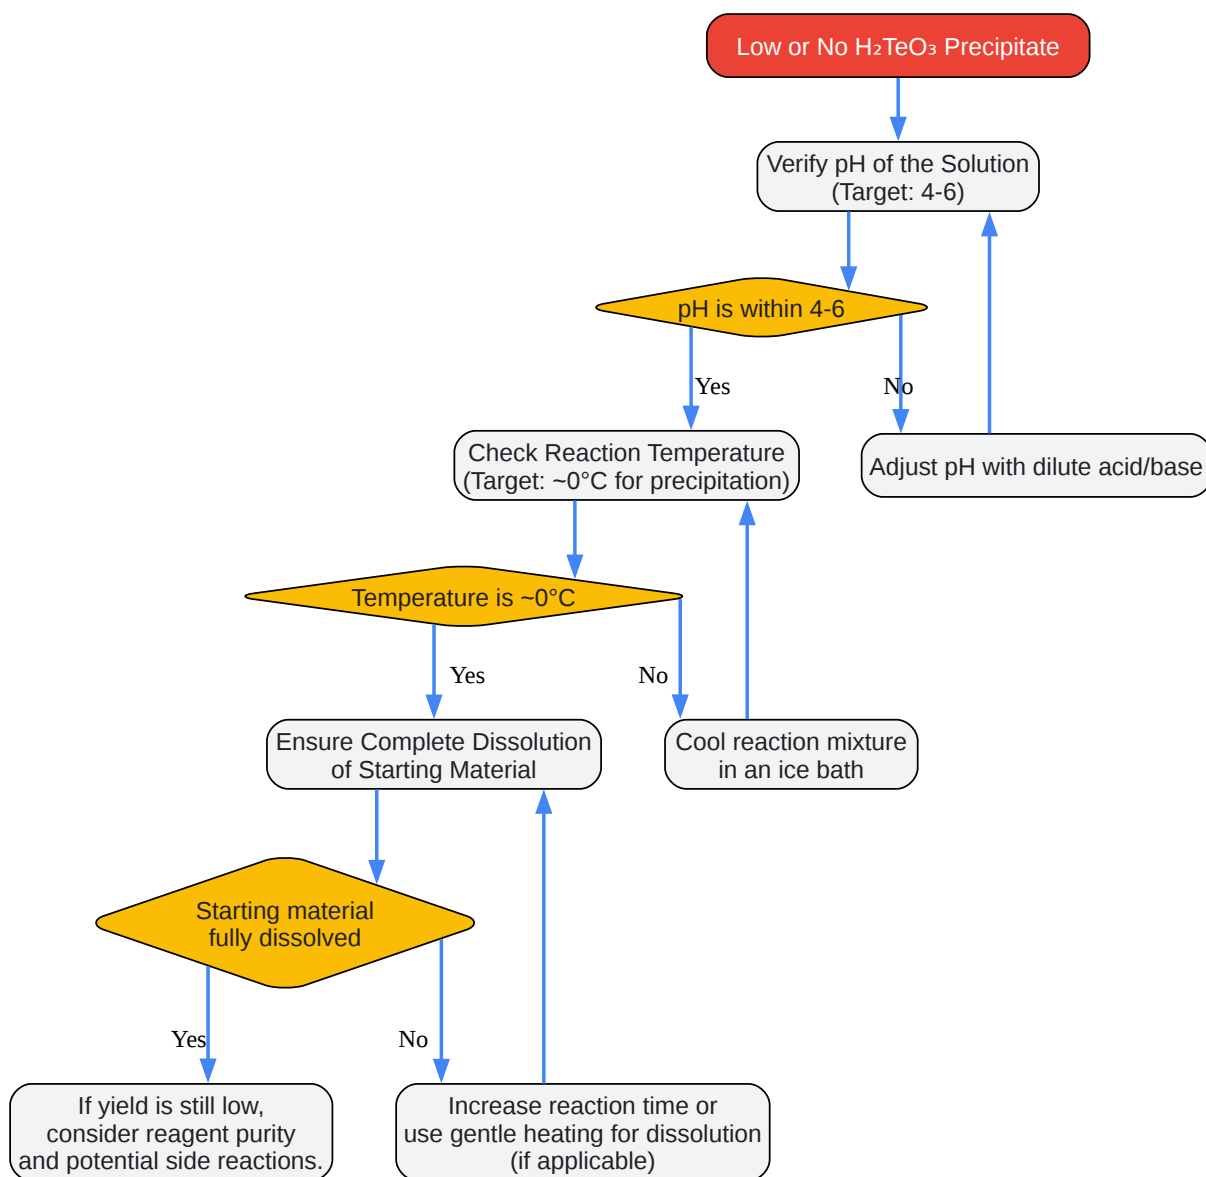 Low or No H₂TeO₃ Precipitate
Verify pH of the Solution
(Target: 4-6)
pH is within 4-6
Yes
No
Check Reaction Temperature
(Target: ~0°C for precipitation)
Adjust pH with dilute acid/base
Temperature is ~0°C
Yes
No
Ensure Complete Dissolution
of Starting Material
Cool reaction mixture
in an ice bath
Starting material
fully dissolved
Yes
No
If yield is still low,
consider reagent purity
and potential side reactions.
Increase reaction time or
use gentle heating for dissolution
(if applicable)